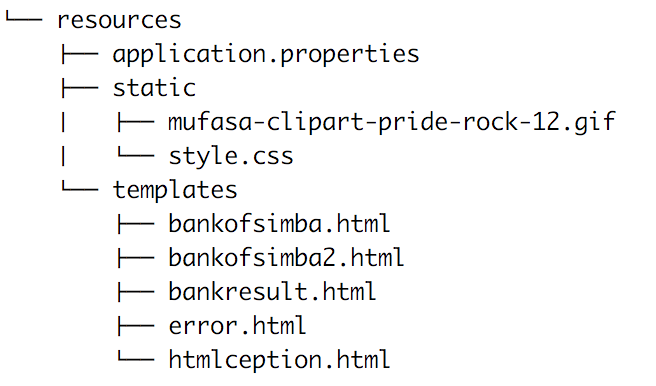 └── resources
    ├── application.properties
    ├── static
    |   ├── mufasa-clipart-pride-rock-12.gif
    |   └── style.css
    └── templates
        ├── bankofsimba.html
        ├── bankofsimba2.html
        ├── bankresult.html
        ├── error.html
        └── htmlception.html